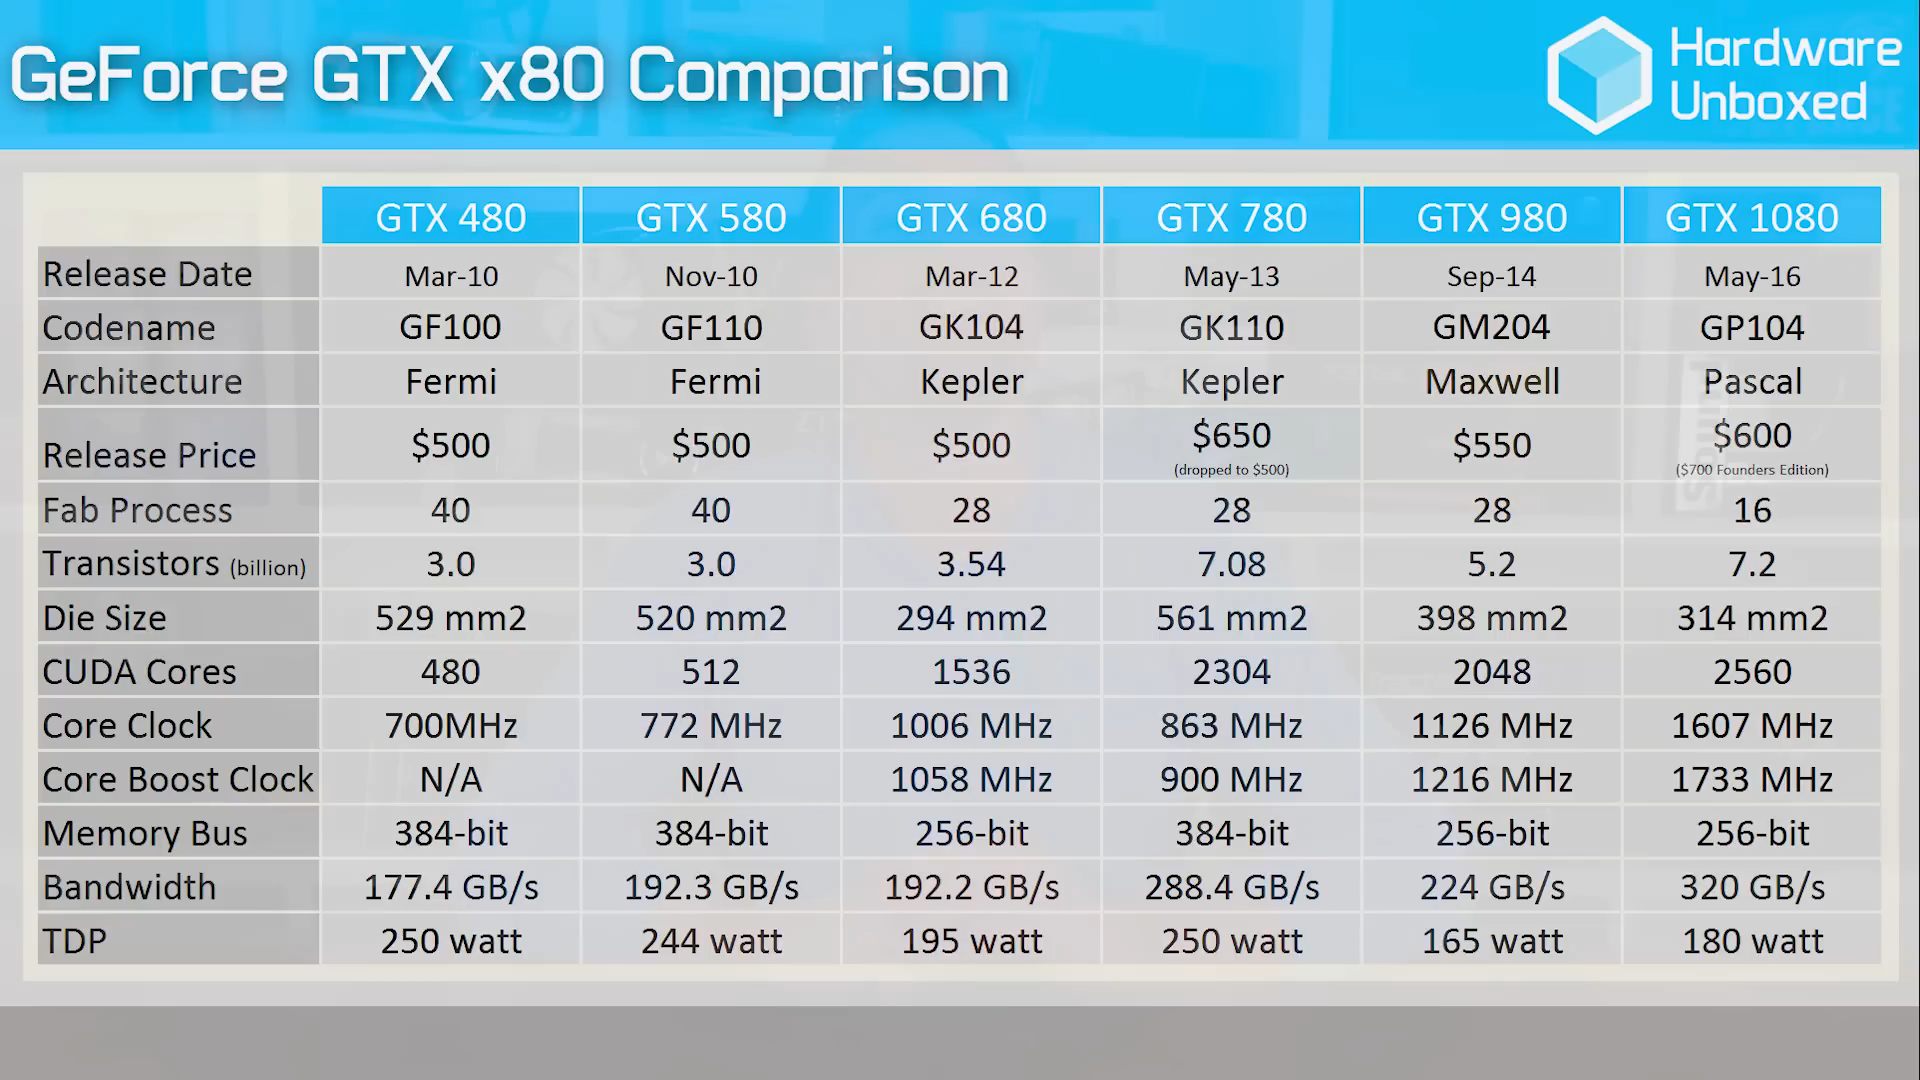 GeForce GTX x80 Comparison
Hardware
Unboxed
GTX 480 GTX 580 GTX 680 GTX 780 GTX 980 GTX 1080
Release Date Mar-10 Nov-10 Mar-12 May-13 Sep-14 May-16
Codename GF100 GF110 GK104 GK110 GM204 GP104
Architecture Fermi Fermi Kepler Kepler Maxwell Pascal
Release Price $500 $500 $500 $650 $550 $600
(dropped to $500) ($700 Founders Edition)
Fab Process 40 40 28 28 28 16
Transistors (billion) 3.0 3.0 3.54 7.08 5.2 7.2
Die Size 529 mm2 520 mm2 294 mm2 561 mm2 398 mm2 314 mm2
CUDA Cores 480 512 1536 2304 2048 2560
Core Clock 700MHz 772 MHz 1006 MHz 863 MHz 1126 MHz 1607 MHz
Core Boost Clock N/A N/A 1058 MHz 900 MHz 1216 MHz 1733 MHz
Memory Bus 384-bit 384-bit 256-bit 384-bit 256-bit 256-bit
Bandwidth 177.4 GB/s 192.3 GB/s 192.2 GB/s 288.4 GB/s 224 GB/s 320 GB/s
TDP 250 watt 244 watt 195 watt 250 watt 165 watt 180 watt